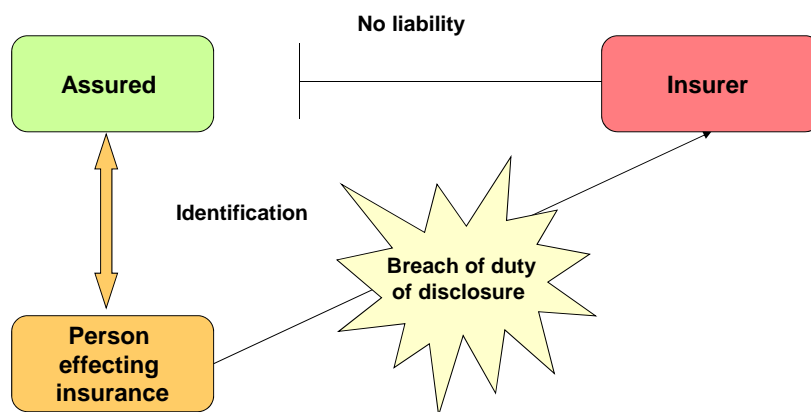 No liability
Assured
Insurer
Identification
Breach of duty
of disclosure
Person
effecting
insurance